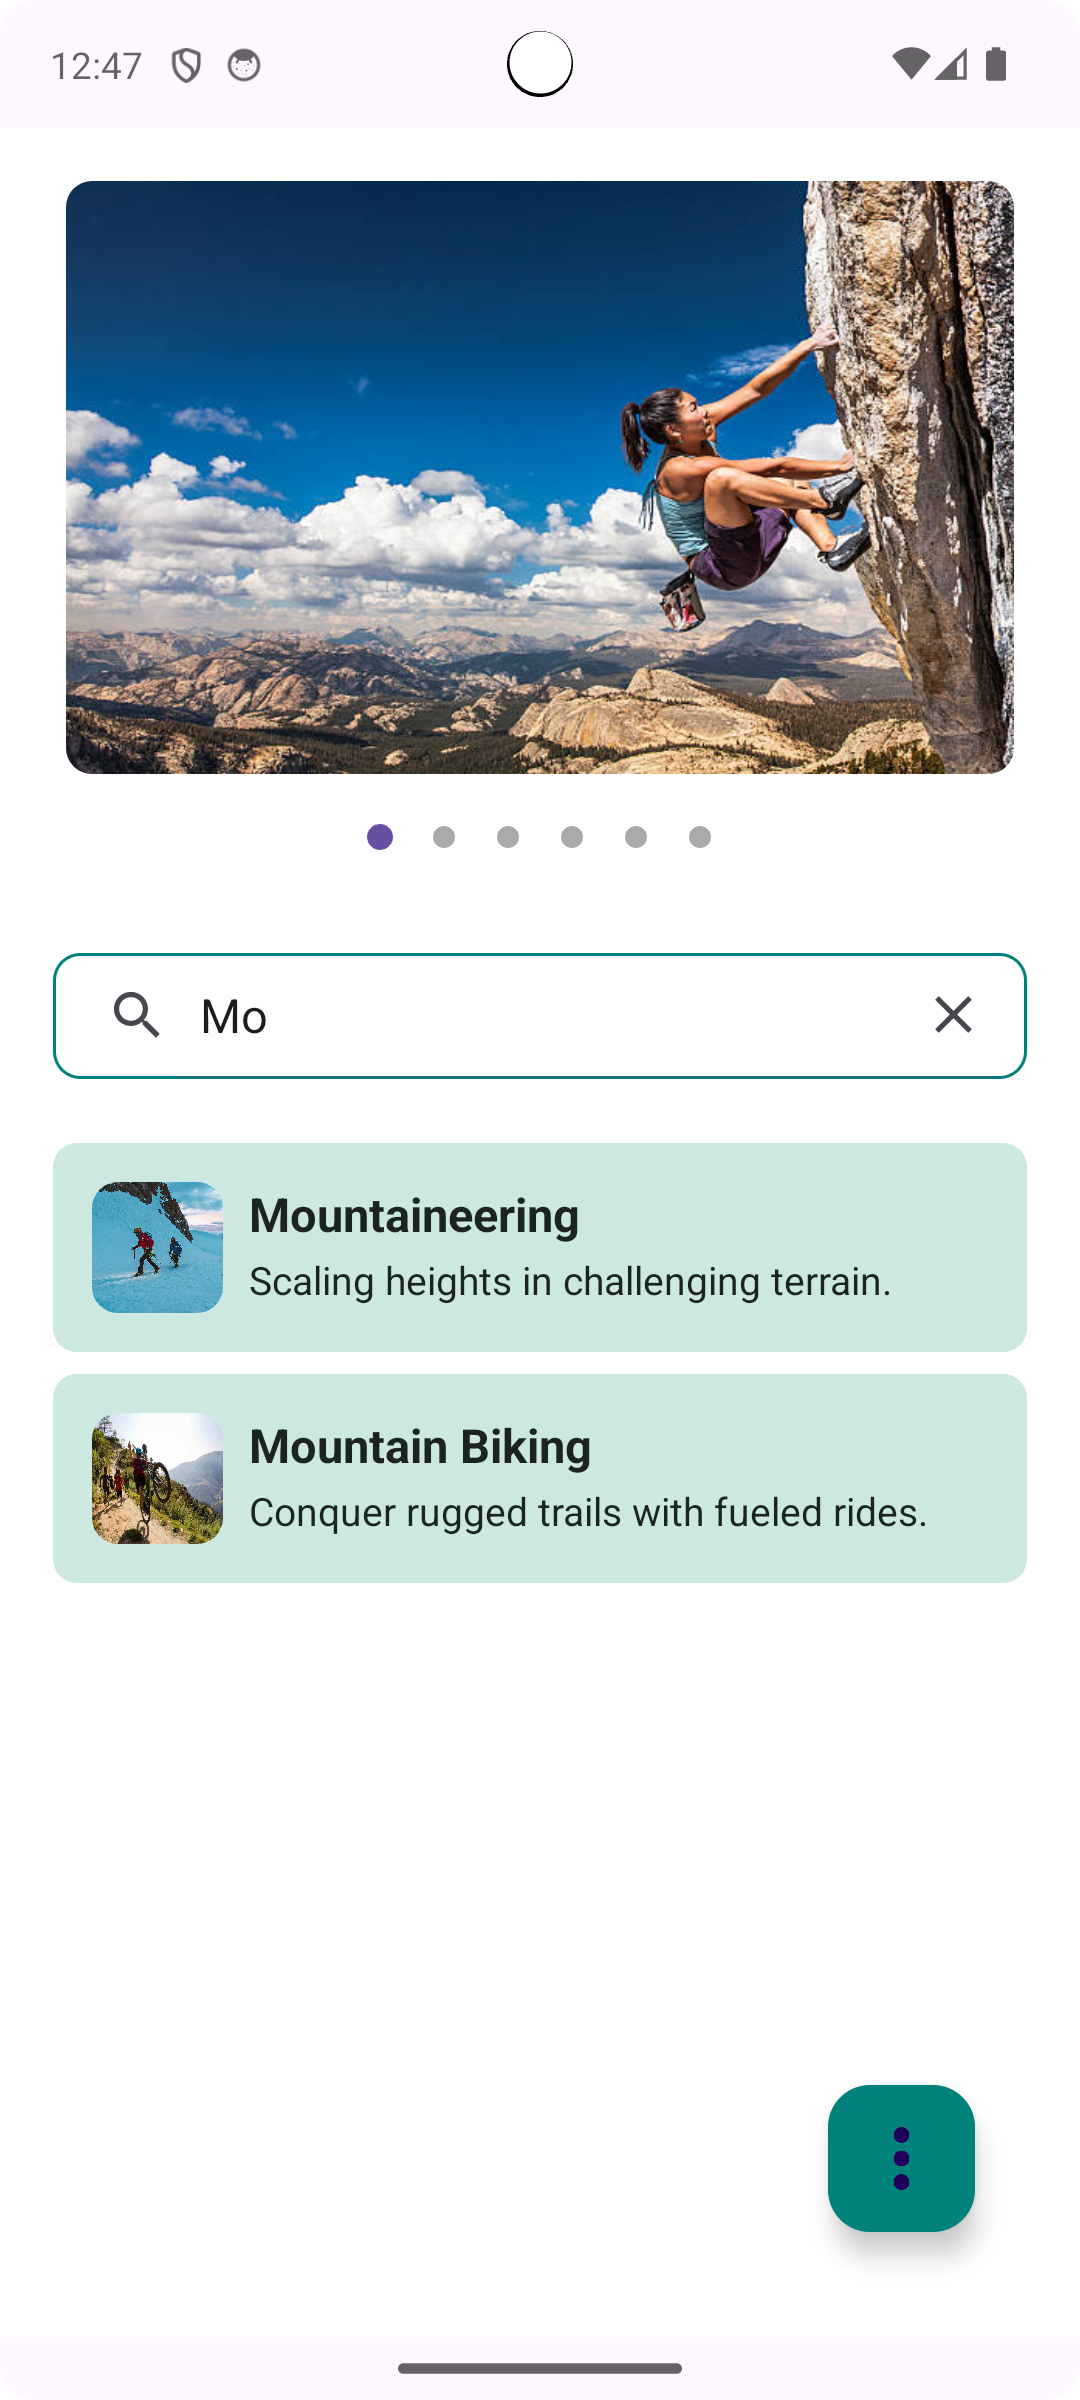 12:47
Mo
Mountaineering
Scaling heights in challenging terrain.
Mountain Biking
Conquer rugged trails with fueled rides.